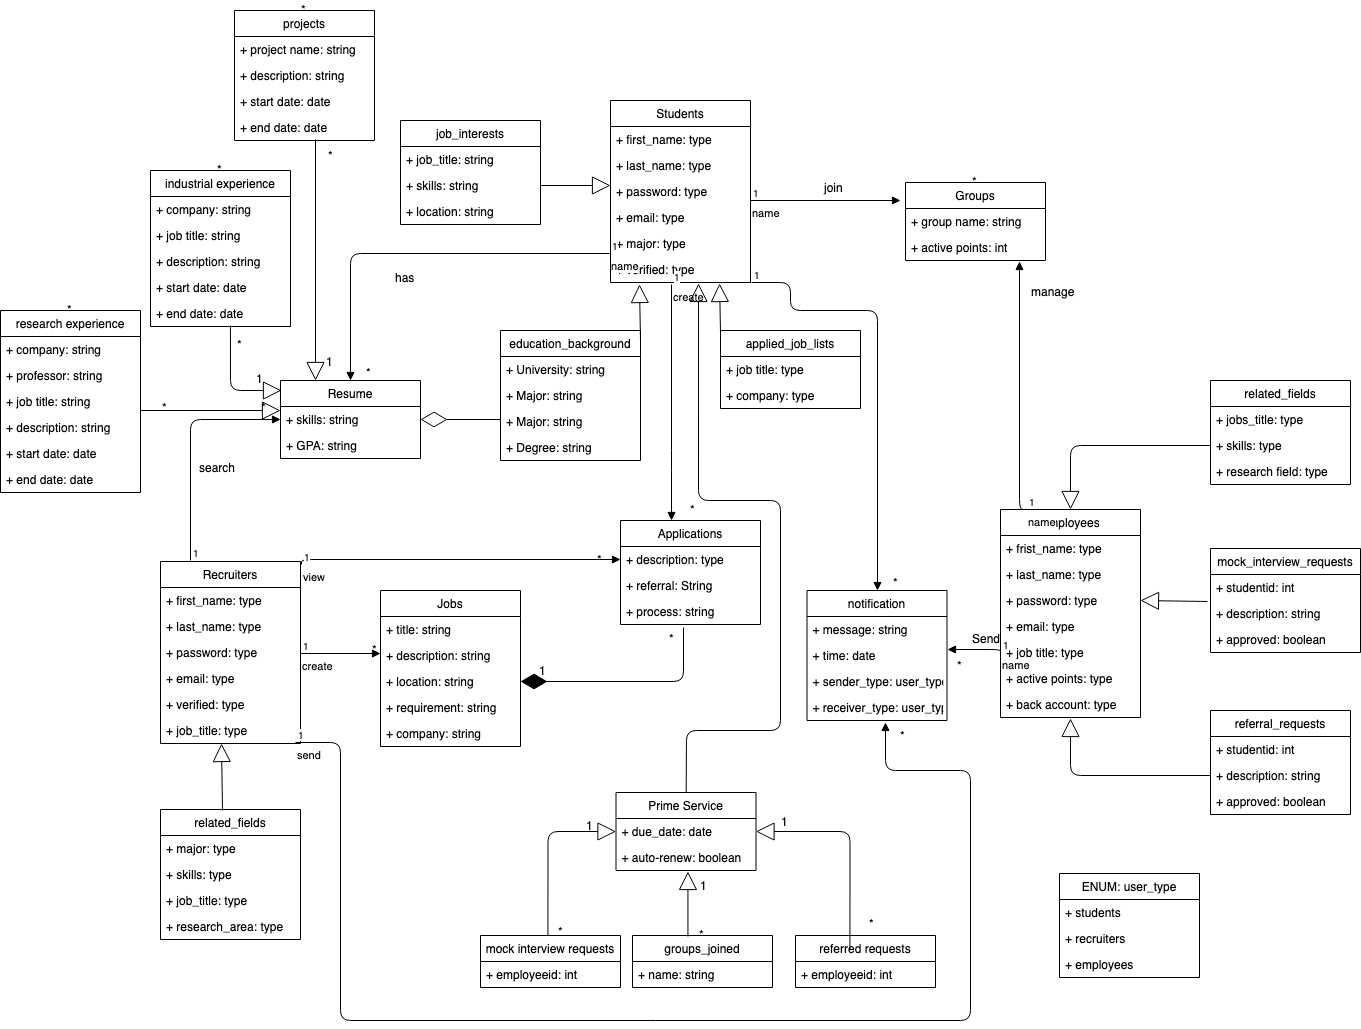 *
projects
+ project name: string
+ description: string
+ start date: date
+ end date: date
*
*
industrial experience
+ company: string
+ job title: string
+ description: string
+ start date: date
+ end date: date
*
1
1
*
research experience
+ company: string
+ professor: string
+ job title: string
+ description: string
+ start date: date
+ end date: date
*
*
job_interests
+ job_title: string
+ skills: string
+ location: string
Students
+ first_name: type
+ last_name: type
+ password: type
+ email: type
+ major: type
+ verified: type
1
name
join
1
name
has
*
1
create
1
*
Groups
+ group name: string
+ active points: int
manage
Resume
+ skills: string
+ GPA: string
education_background
+ University: string
+ Major: string
+ Major: string
+ Degree: string
applied_job_lists
+ job title: type
+ company: type
related_fields
+ jobs_title: type
+ skills: type
+ research field: type
search
1
*
Applications
+ description: type
+ referral: String
+ process: string
*
1
view
*
Recruiters
+ first_name: type
+ last_name: type
+ password: type
+ email: type
+ verified: type
+ job_title: type
1
create
*
1
send
Jobs
+ title: string
+ description: string
+ location: string
+ requirement: string
+ company: string
1
*
notification
+ message: string
+ time: date
+ sender_type: user_type
+ receiver_type: user_typ
*
Send
*
1
name
1
name
ployees
+ frist_name: type
+ last_name: type
+ password: type
+ email: type
+ job title: type
+ active points: type
+ back account: type
mock_interview_requests
+ studentid: int
+ description: string
+ approved: boolean
referral_requests
+ studentid: int
+ description: string
+ approved: boolean
related_fields
+ major: type
+ skills: type
+ job_title: type
+ research_area: type
Prime Service
+ due_date: date
+ auto-renew: boolean
1
1
1
*
mock interview requests
+ employeeid: int
*
groups_joined
+ name: string
*
referred requests
+ employeeid: int
ENUM: user_type
+ students
+ recruiters
+ employees